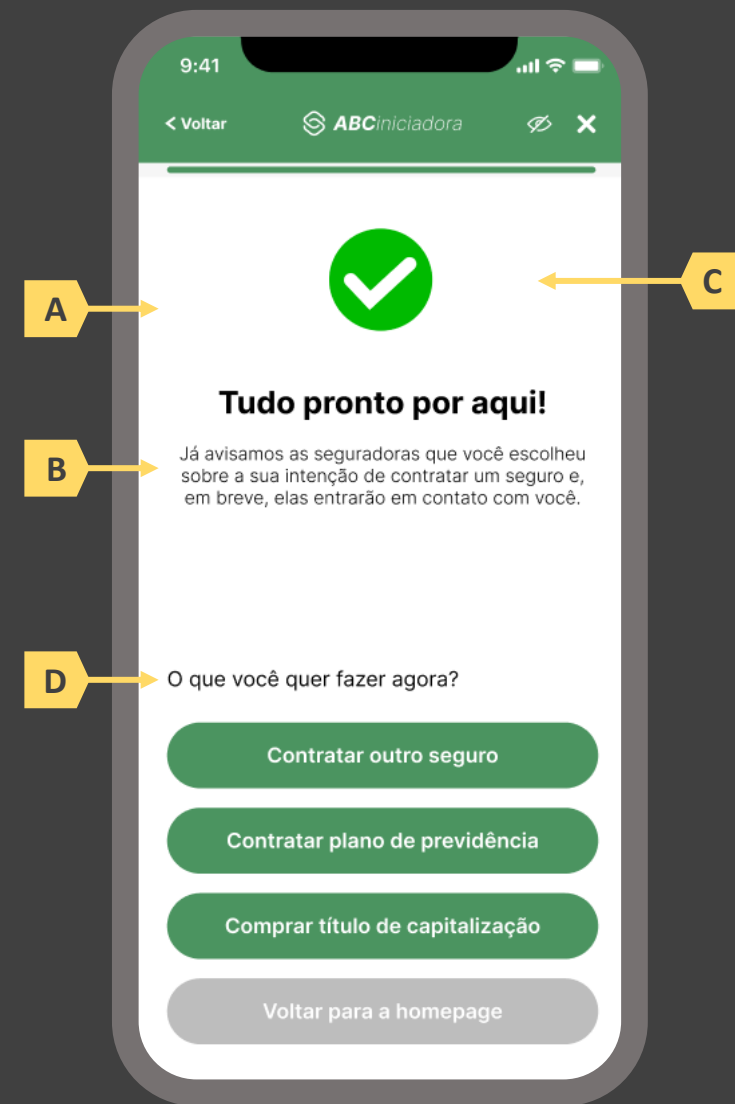 9:41
< Voltar ABCiniciadora
C
A
Tudo pronto por aqui!
Já avisamos as seguradoras que você escolheu
B
sobre a sua intenção de contratar um seguro e,
em breve, elas entrarão em contato com você.
D
O que você quer fazer agora?
Contratar outro seguro
Contratar plano de previdência
Comprar título de capitalização
Voltar para a homepage